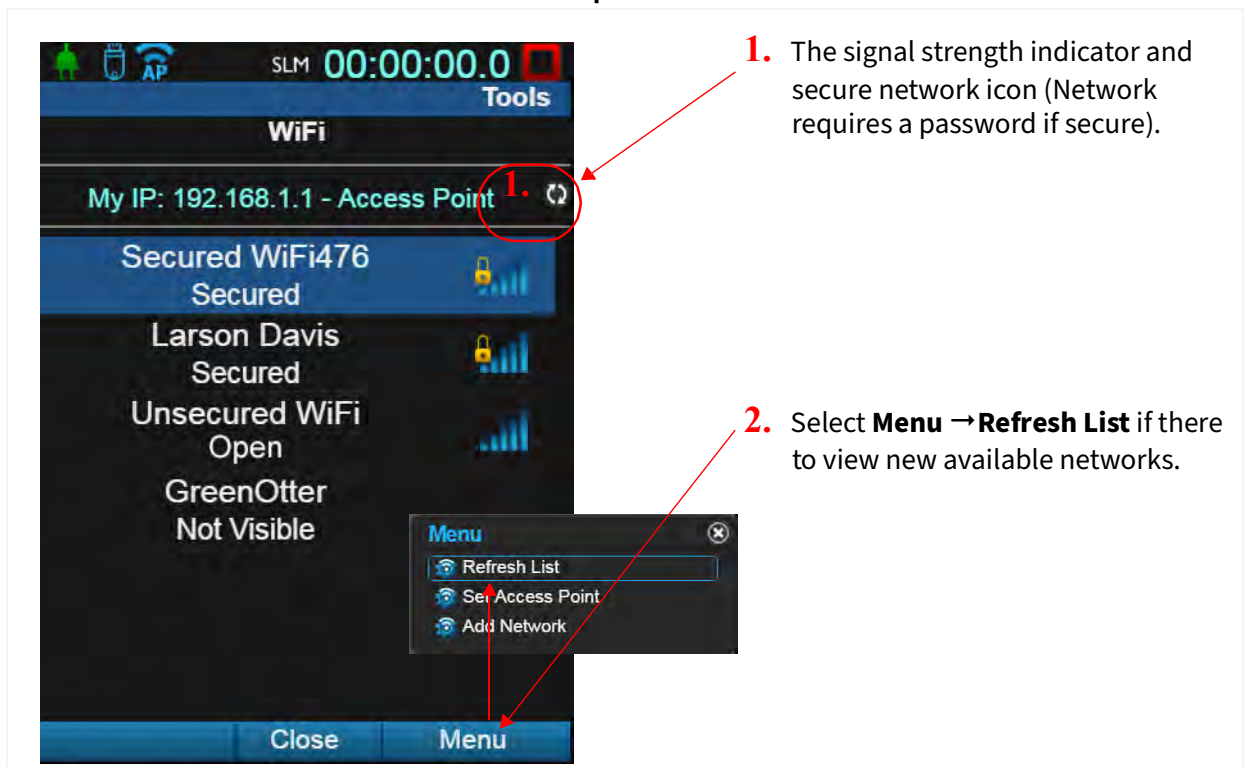 AP
SLM 00:00:00.0
Tools
WiFi
My IP: 192.168.1.1 - Access Point
1.
Secured WiFi476
Secured
Larson Davis
Secured
Unsecured WiFi
Open
GreenOtter
Not Visible
Menu
Refresh List
Set Access Point
Add Network
Close Menu
1. The signal strength indicator and
secure network icon (Network
requires a password if secure).
2. Select Menu → Refresh List if there
to view new available networks.